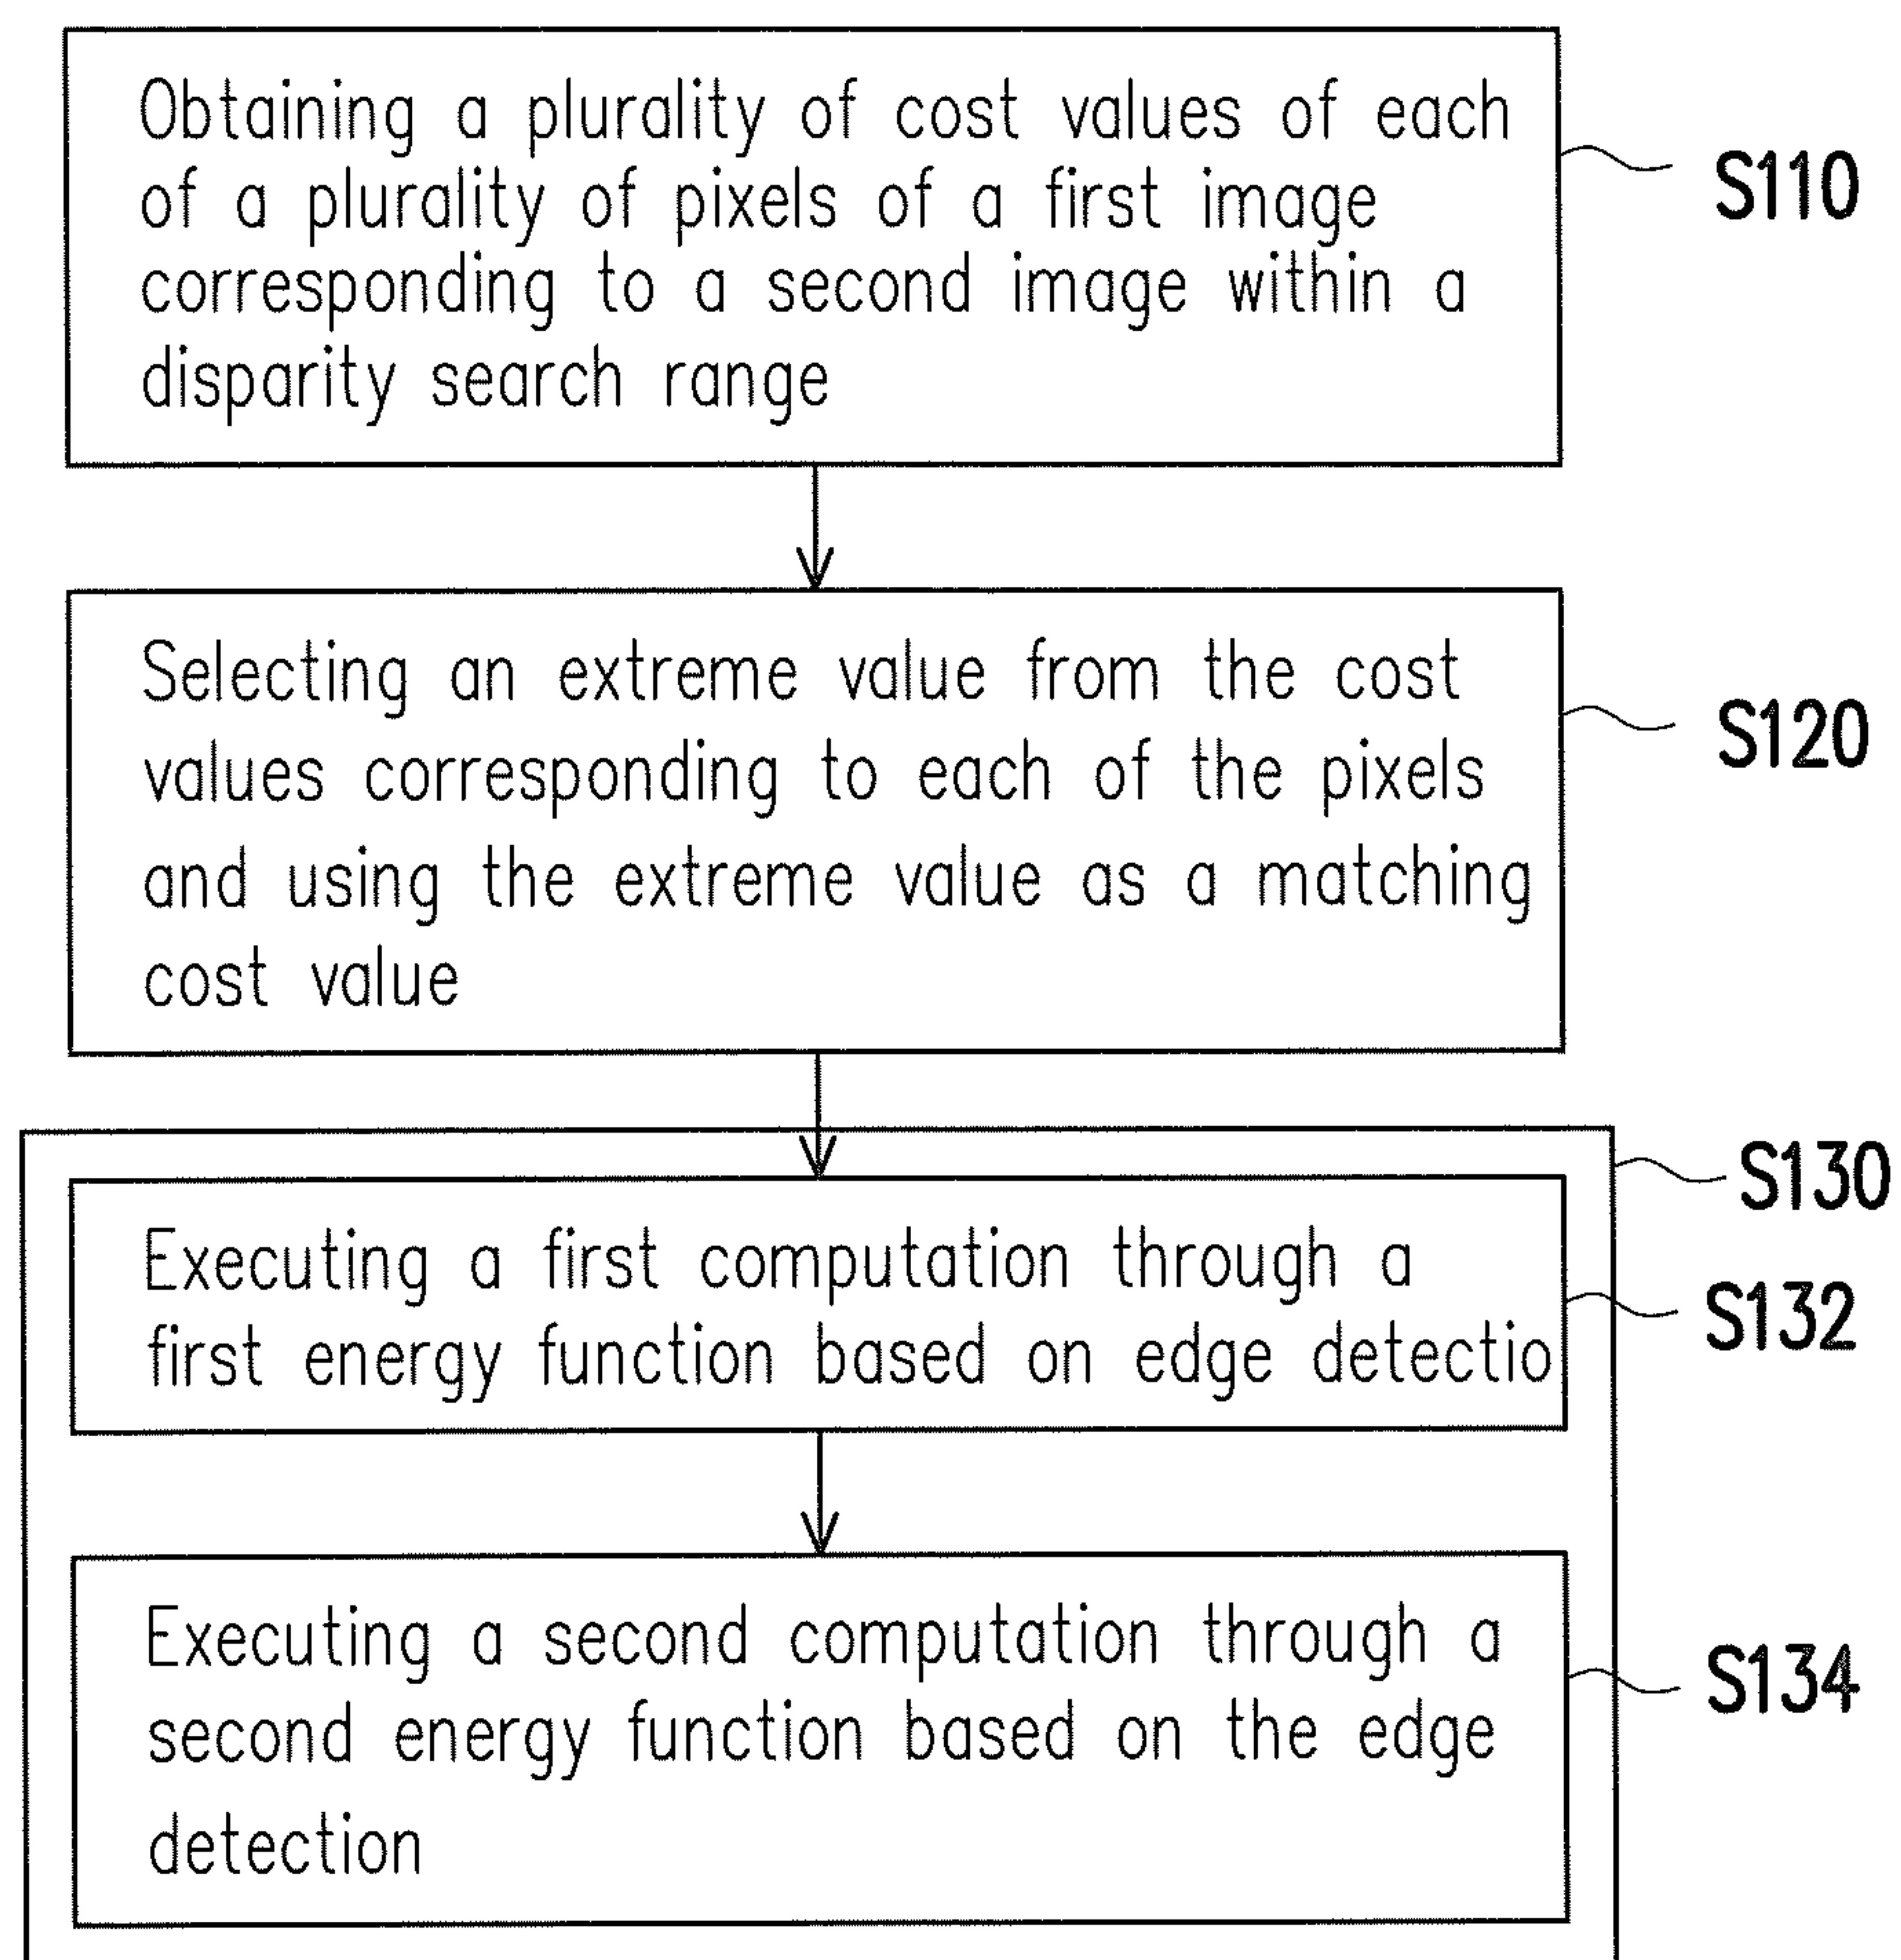 Obtaining a plurality of cost values of each
of a plurality of pixels of a first image
corresponding to a second image within a
disparity search range
S110
Selecting an extreme value from the cost
values corresponding to each of the pixels
and using the extreme value as a matching
cost value
S120
S130
Executing a first computation through a
first energy function based on edge detectio
S132
Executing a second computation through a
second energy function based on the edge
detection
S134